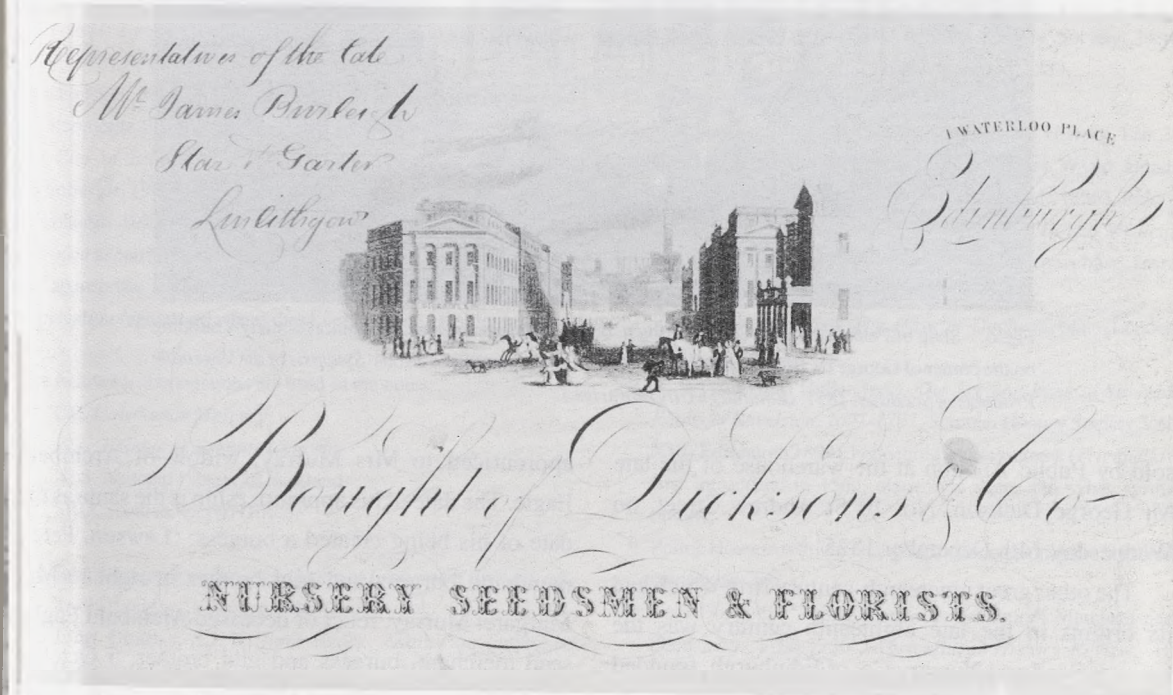 Representatives of the late
Mr. James Burleigh
Star & Garter
Linlithgow
1 WATERLOO PLACE
Edinburgh
Bought of Dicksons & Co.
NURSERY SEEDSMEN & FLORISTS.